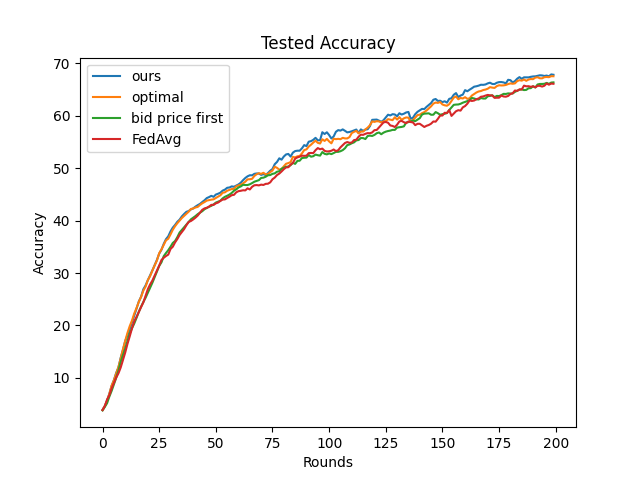 Tested Accuracy
ours
optimal
bid price first
FedAvg
Accuracy
70
60
50
40
30
20
10
0 25 50 75 100 125 150 175 200
Rounds